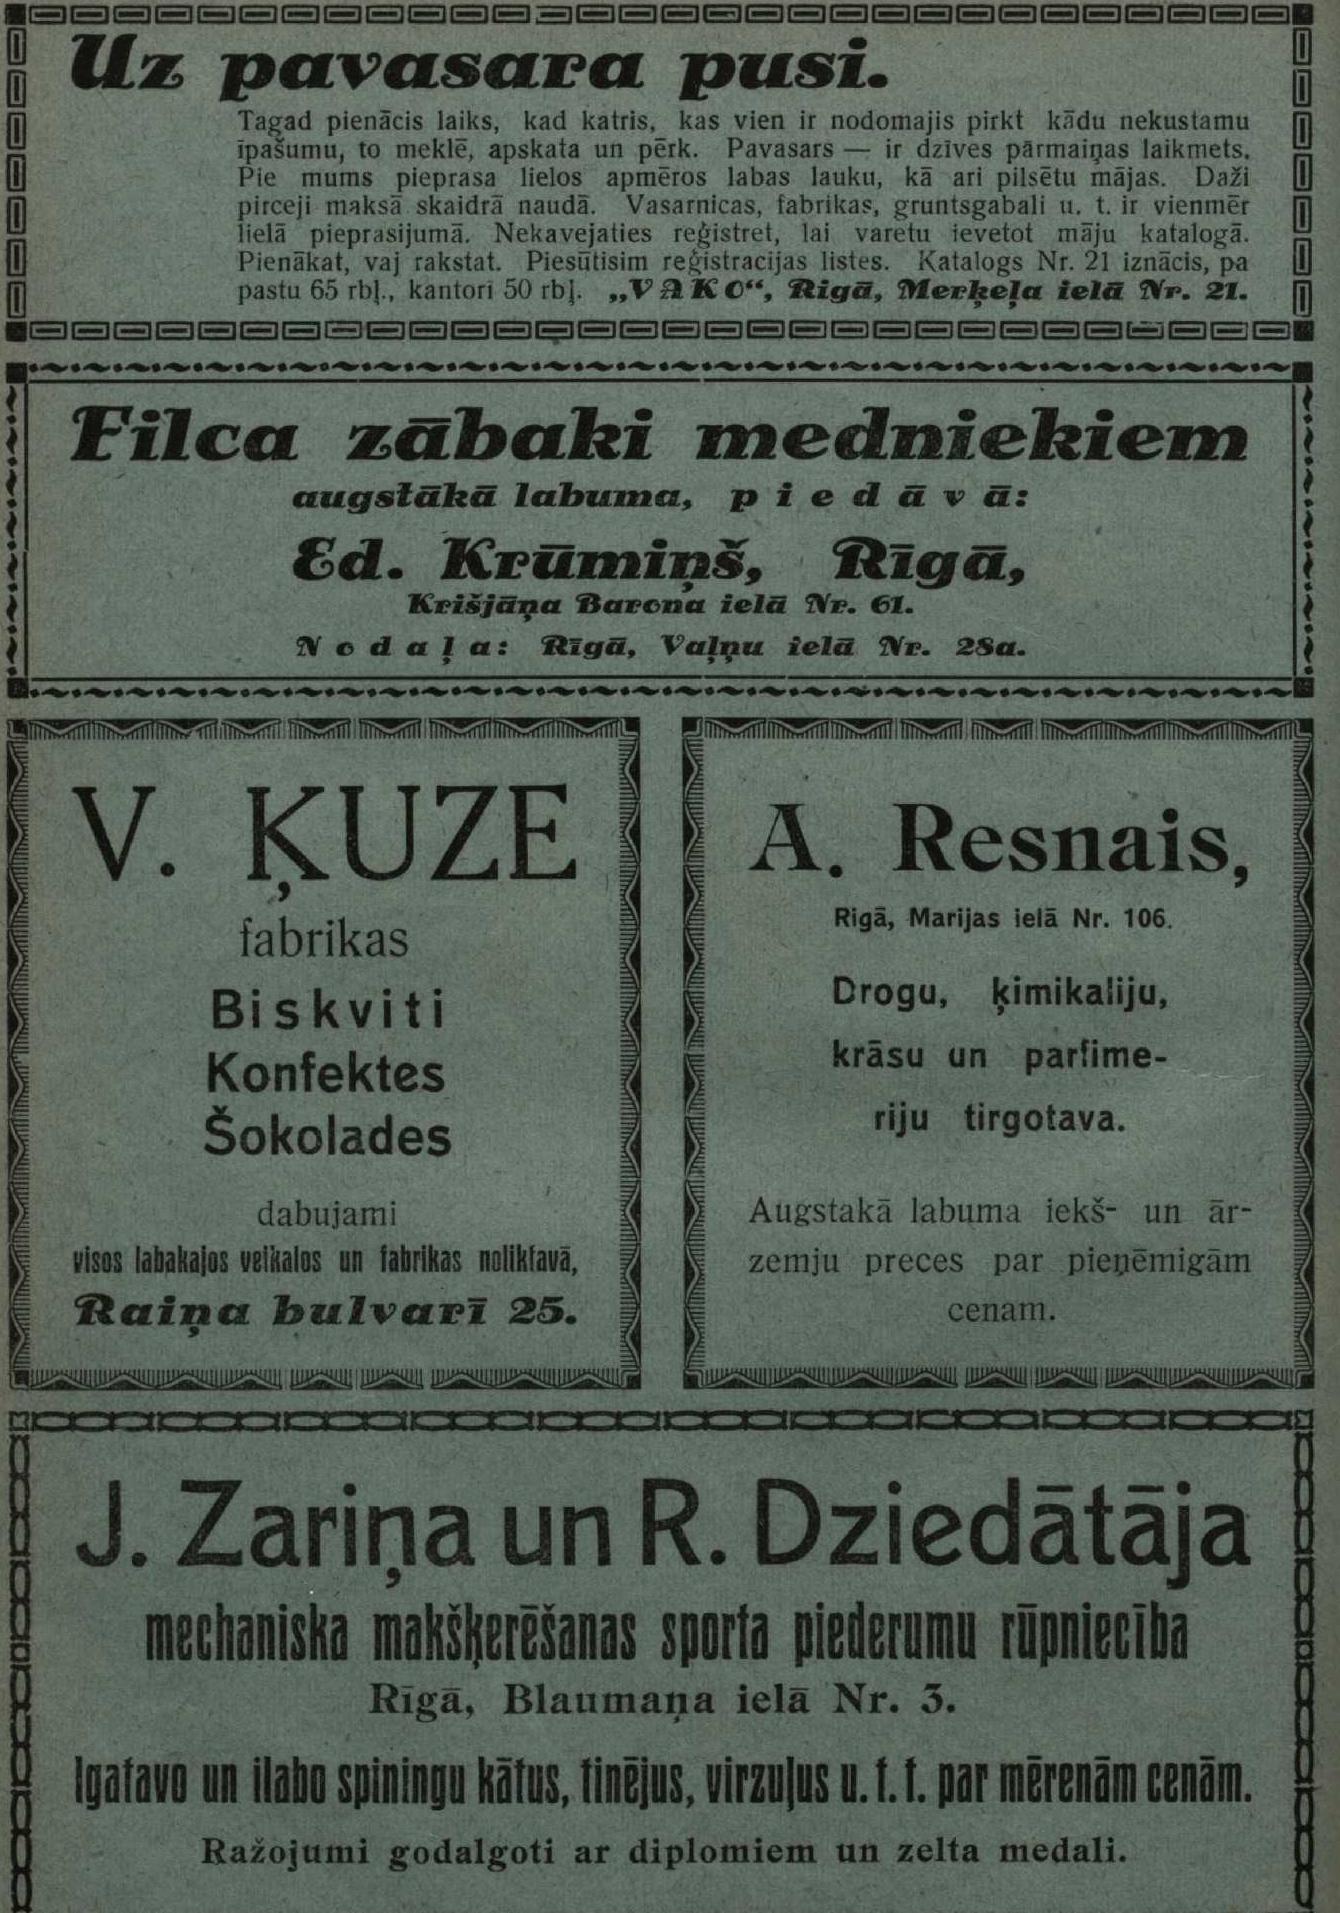 Uz pavasara pusi.
Tagad pienācis laiks, kad katris, kas vien ir nodomajis pirkt kādu nekustamu
īpašumu, to meklē, apskata un pērk. Pavasars — ir dzīves pārmaiņas laikmets.
Pie mums pieprasa lielos apmēros labas lauku, kā ari pilsētu mājas. Daži
pirceji maksā skaidrā naudā. Vasarnicas, fabrikas, gruntsgabali u. t. ir vienmēr
lielā pieprasijumā. Nekavejaties reģistret, lai varetu ievetot māju katalogā.
Pienākat, vaj rakstat. Piesūtisim reģistracijas listes. Katalogs Nr. 21 iznācis, pa
pastu 65 rbļ., kantori 50 rbļ. „VAKO“, Rigā, Merķeļa ielā Nr. 21.
Filca zābaki medniekiem
augstākā labuma, piedāvā:
Ed. Krūmiņš, Rīgā,
Krišjāņa Barona ielā Nr. 61.
Nodaļa: Rīgā, Vaļņu ielā Nr. 28a.
V. ĶUZE
fabrikas
Biskviti
Konfektes
Šokolades
dabujami
visos labakajos veikalos un fabrikas noliktavā,
Raiņa bulvarī 25.
A. Resnais,
Rigā, Marijas ielā Nr. 106.
Drogu, ķimikaliju,
krāsu un parfime-
riju tirgotava.
Augstakā labuma iekš- un ār-
zemju preces par pieņēmigām
cenam.
J. Zariņa un R. Dziedātāja
mechaniska makšķerēšanas sporta piederumu rūpniecība
Rīgā, Blaumaņa ielā Nr. 3.
Igatavo un ilabo spiningu kātus, tinējus, virzuļus u. t. t. par mērenām cenām.
Ražojumi godalgoti ar diplomiem un zelta medali.